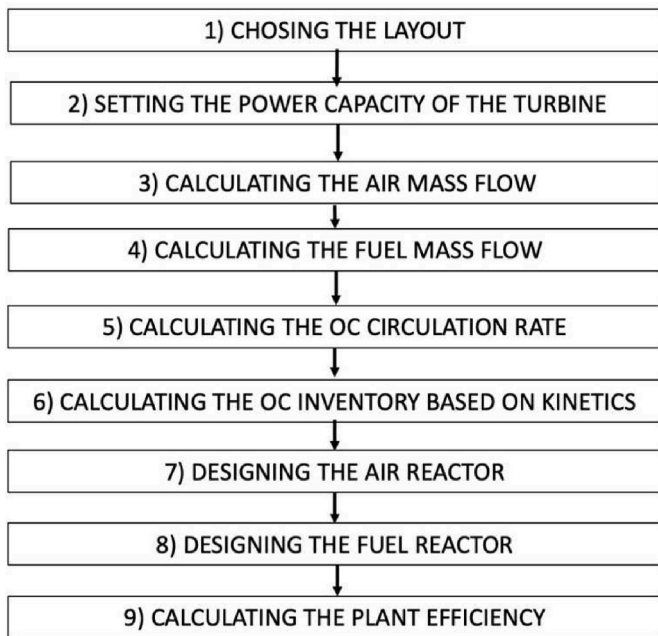 1) CHOSING THE LAYOUT
2) SETTING THE POWER CAPACITY OF THE TURBINE
3) CALCULATING THE AIR MASS FLOW
4) CALCULATING THE FUEL MASS FLOW
5) CALCULATING THE OC CIRCULATION RATE
6) CALCULATING THE OC INVENTORY BASED ON KINETICS
7) DESIGNING THE AIR REACTOR
8) DESIGNING THE FUEL REACTOR
9) CALCULATING THE PLANT EFFICIENCY